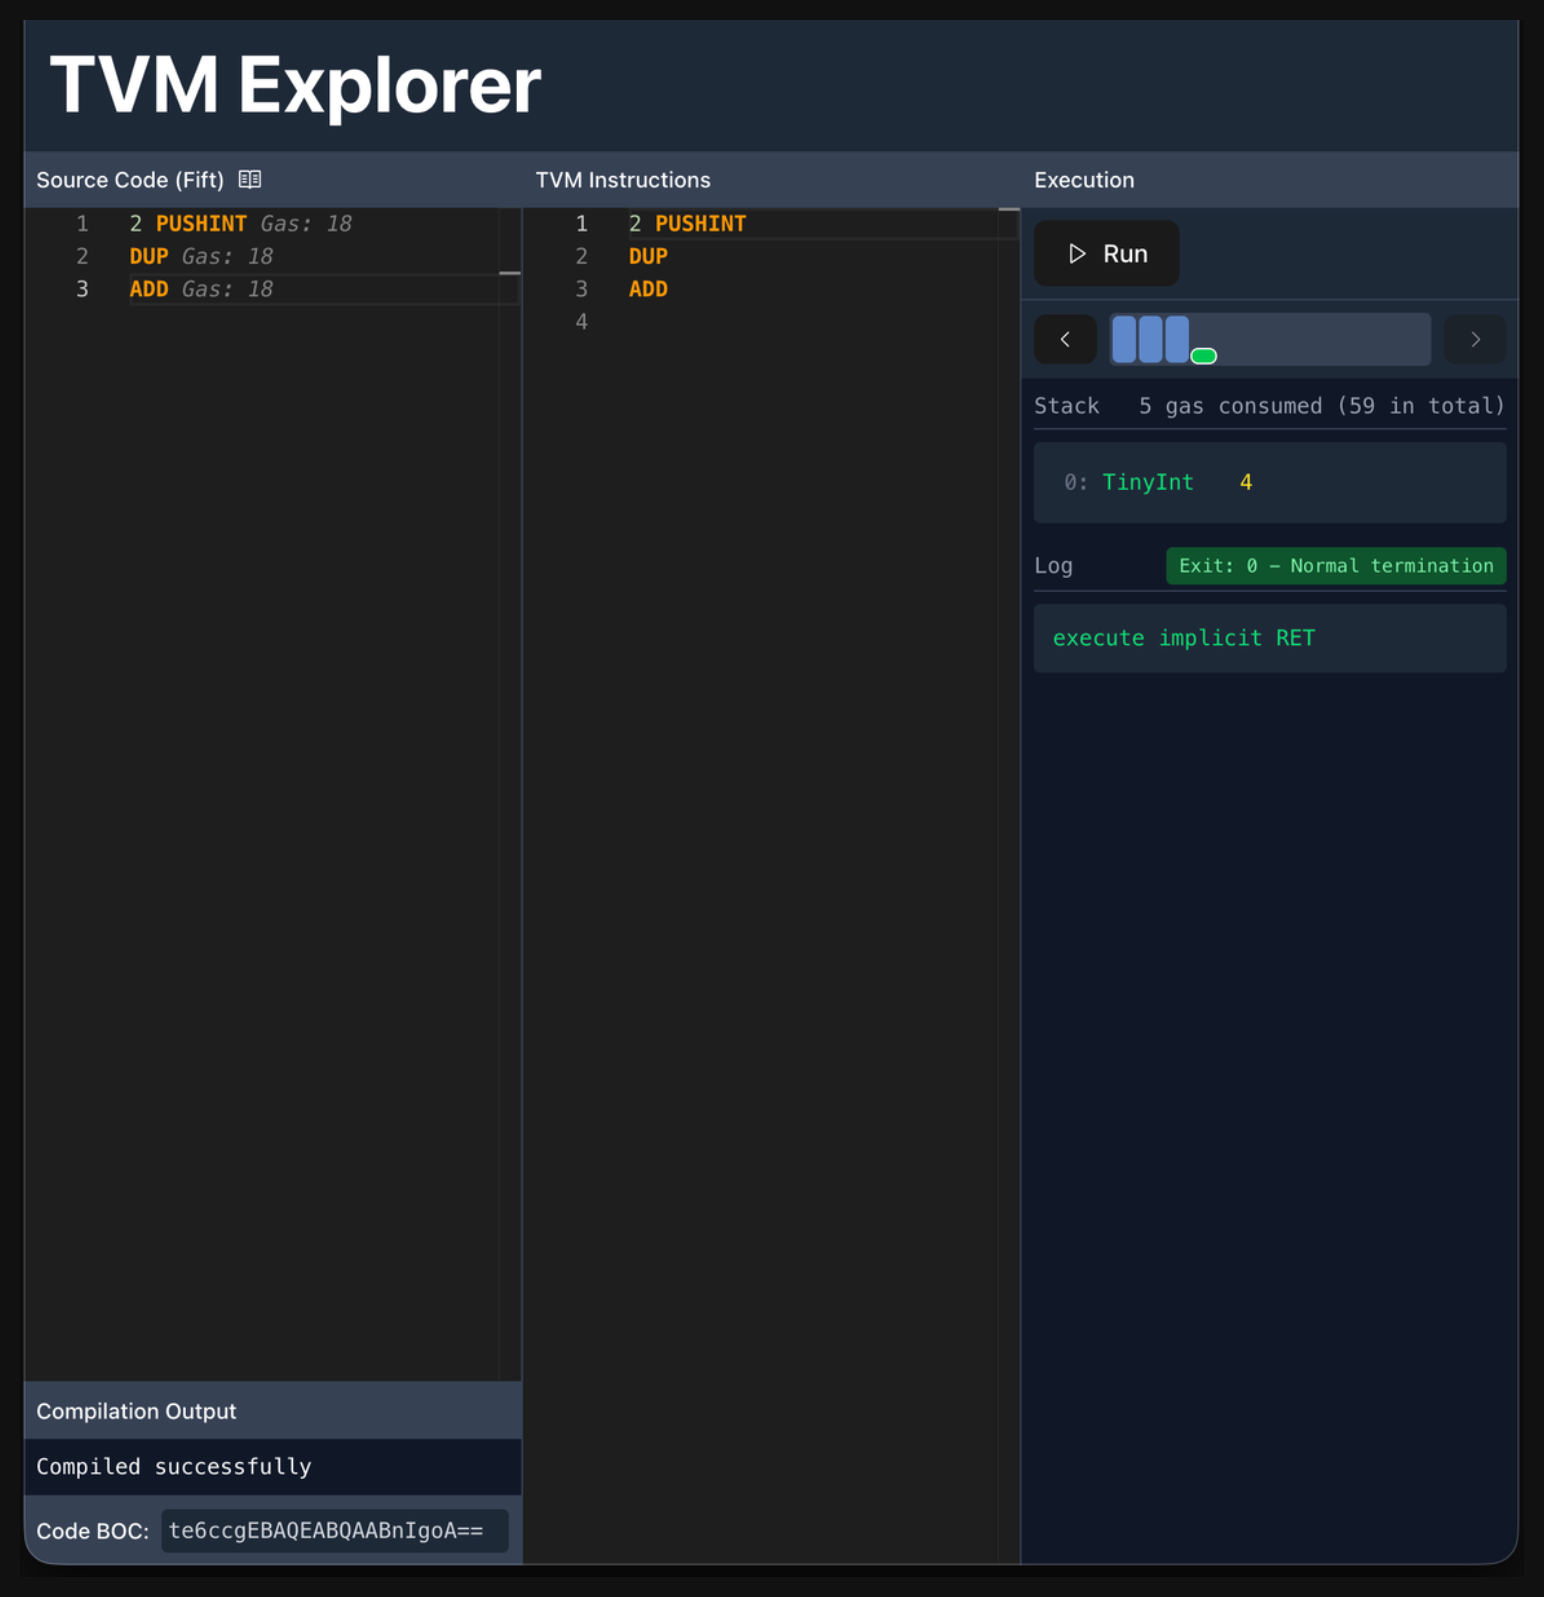 TVM Explorer
Source Code (Fift)
1 2 PUSHINT Gas: 18
2 DUP Gas: 18
3 ADD Gas: 18
Compilation Output
Compiled successfully
Code BOC: te6ccgEBAQEABQAABnIgoA==
TVM Instructions
1 2 PUSHINT
2 DUP
3 ADD
4
Execution
Run
Stack 5 gas consumed (59 in total)
0: TinyInt 4
Log Exit: 0 – Normal termination
execute implicit RET